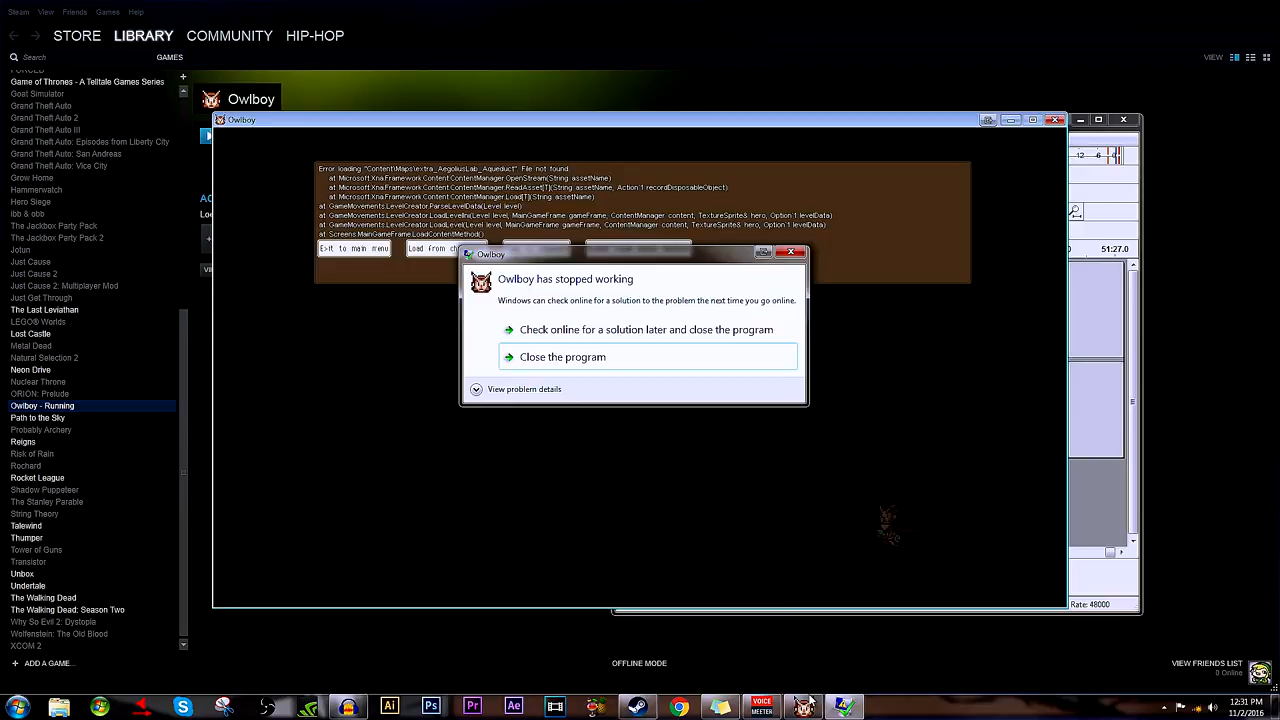 Steam View Friends Games Help
STORE LIBRARY COMMUNITY HIP-HOP
Search GAMES VIEW
FORCED
Game of Thrones - A Telltale Games Series
Goat Simulator
Grand Theft Auto
Grand Theft Auto 2
Grand Theft Auto III
Grand Theft Auto: Episodes from Liberty City
Grand Theft Auto: San Andreas
Grand Theft Auto: Vice City
Grow Home
Hammerwatch
Hero Siege
ibb & obb
The Jackbox Party Pack
The Jackbox Party Pack 2
Jotun
Just Cause
Just Cause 2
Just Cause 2: Multiplayer Mod
Just Get Through
The Last Leviathan
LEGO® Worlds
Lost Castle
Metal Dead
Natural Selection 2
Neon Drive
Nuclear Throne
ORION: Prelude
Owlboy - Running
Path to the Sky
Probably Archery
Reigns
Risk of Rain
Rochard
Rocket League
Shadow Puppeteer
The Stanley Parable
String Theory
Talewind
Thumper
Tower of Guns
Transistor
Unbox
Undertale
The Walking Dead
The Walking Dead: Season Two
Why So Evil 2: Dystopia
Wolfenstein: The Old Blood
XCOM 2
+ ADD A GAME...
Owlboy
Owlboy
Error loading "Content\Maps\extra_AegoliusLab_Aqueduct". File not found.
at Microsoft.Xna.Framework.Content.ContentManager.OpenStream(String assetName)
at Microsoft.Xna.Framework.Content.ContentManager.ReadAsset[T](String assetName, Action`1 recordDisposableObject)
at Microsoft.Xna.Framework.Content.ContentManager.Load[T](String assetName)
at GameMovements.LevelCreator.ParseLevelData(Level level)
at GameMovements.LevelCreator.LoadLevelIn(Level level, MainGameFrame gameFrame, ContentManager content, TextureSprite& hero, Option`1 levelData)
at GameMovements.LevelCreator.LoadLevel(Level level, MainGameFrame gameFrame, ContentManager content, TextureSprite& hero, Option`1 levelData)
at Screens.MainGameFrame.LoadContentMethod()
Exit to main menu Load from ch
Owlboy
Owlboy has stopped working
Windows can check online for a solution to the problem the next time you go online.
Check online for a solution later and close the program
Close the program
View problem details
12 6
51:27.0
Rate: 48000
OFFLINE MODE
VIEW FRIENDS LIST
0 Online
Ai Ps Pr Ae VOICE MEETER
12:31 PM
11/2/2016